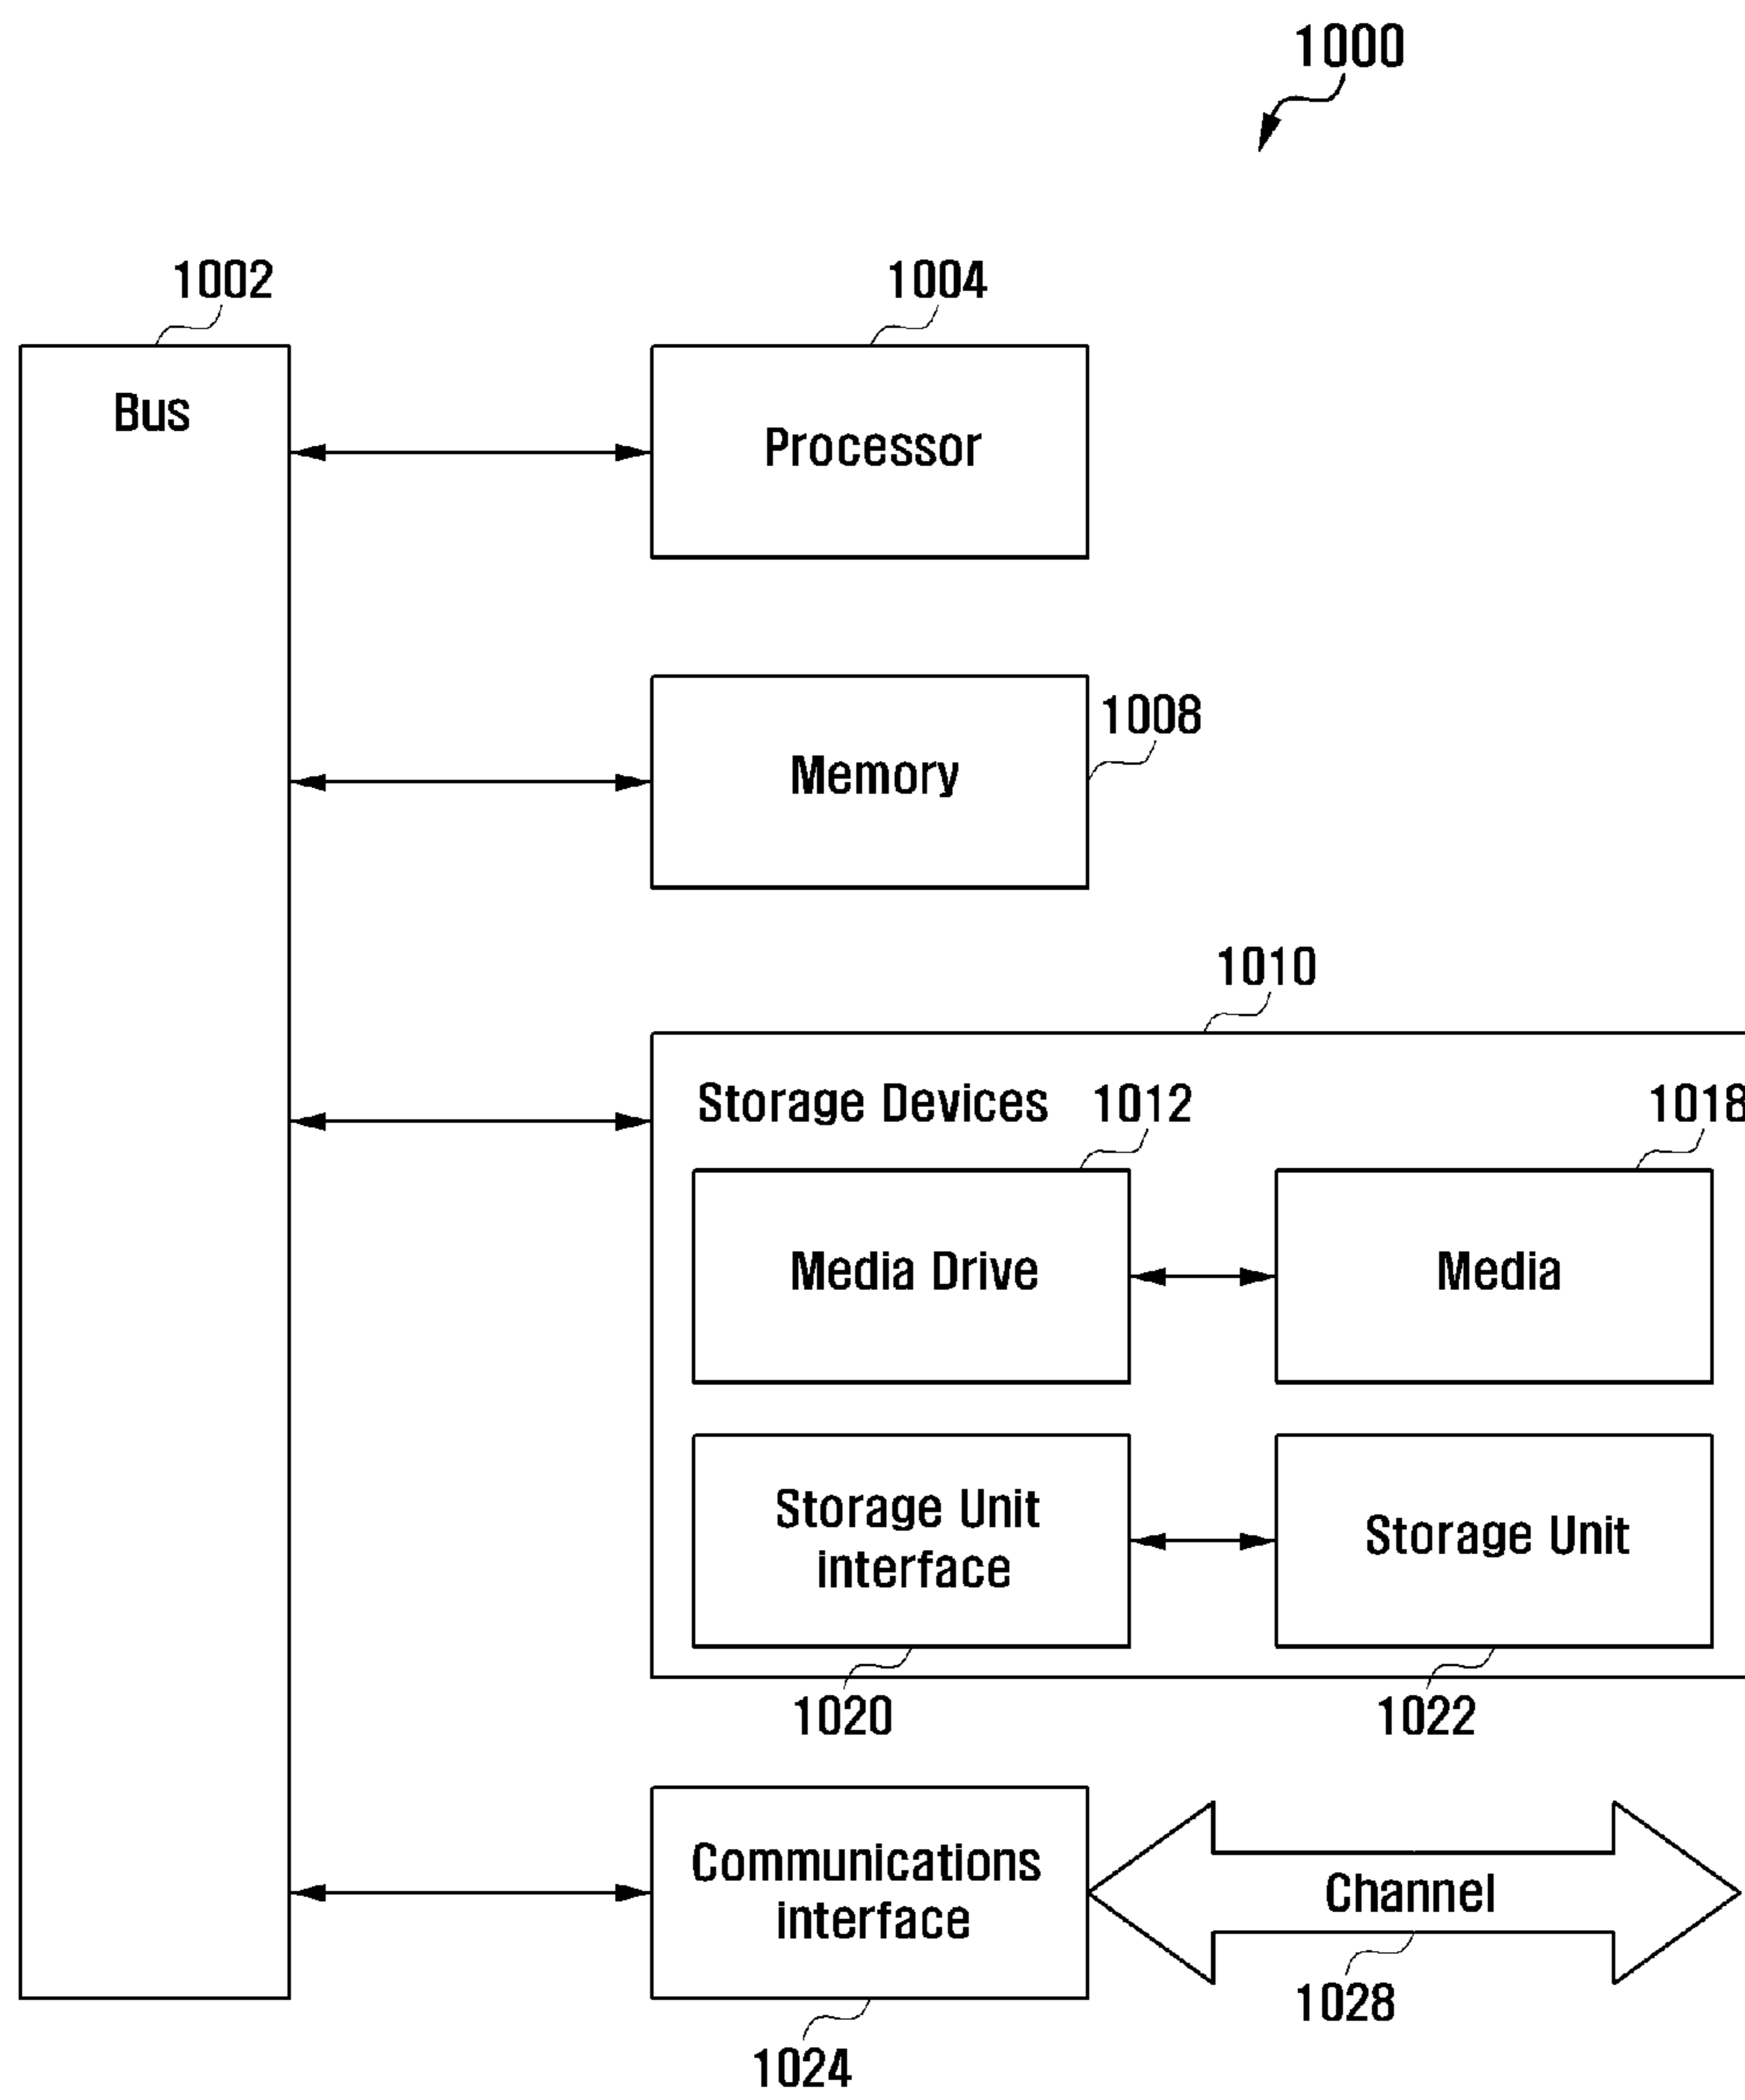 1000
1002
1004
Bus
Processor
1008
Memory
1010
Storage Devices
1012
1018
Media Drive
Media
Storage Unit
interface
Storage Unit
1020
1022
Communications
interface
Channel
1028
1024